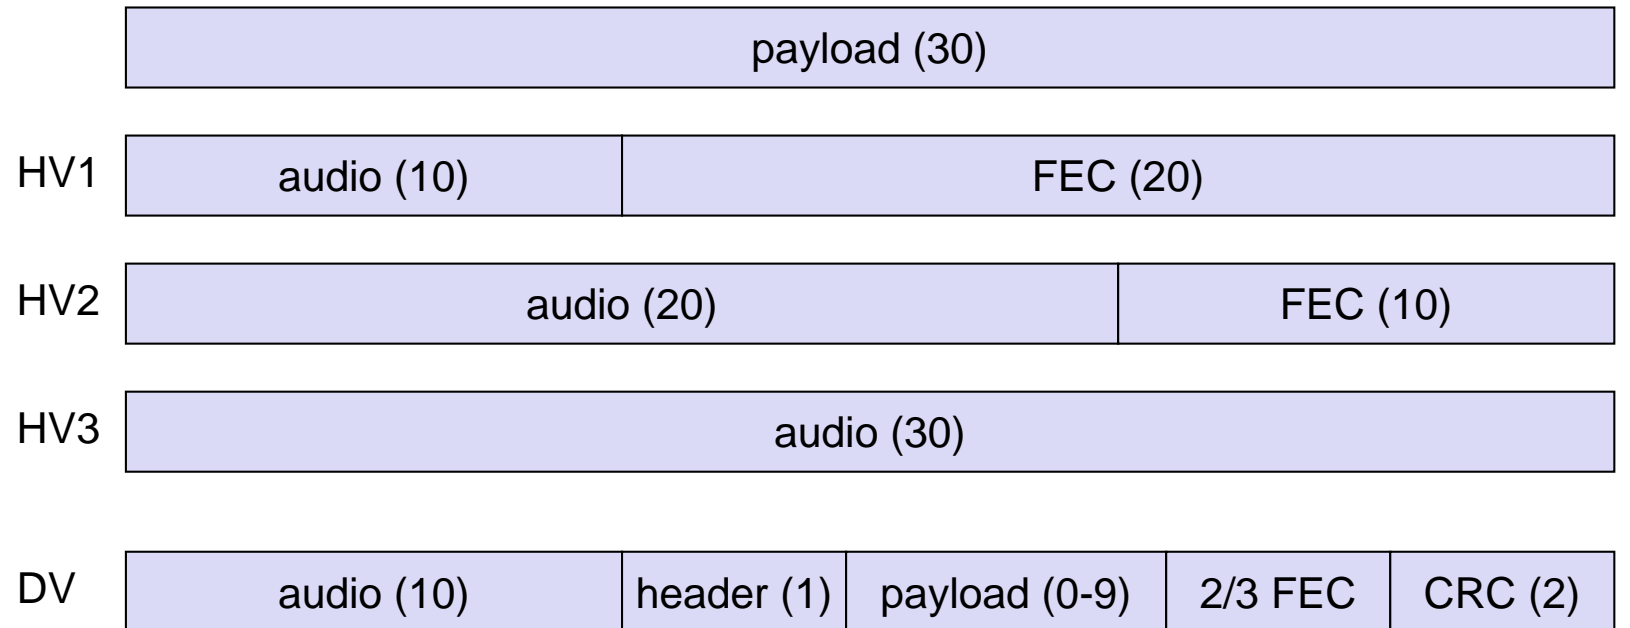 payload (30)
HV1 audio (10) FEC (20)
HV2 audio (20) FEC (10)
HV3 audio (30)
DV audio (10) header (1) payload (0-9) 2/3 FEC CRC (2)